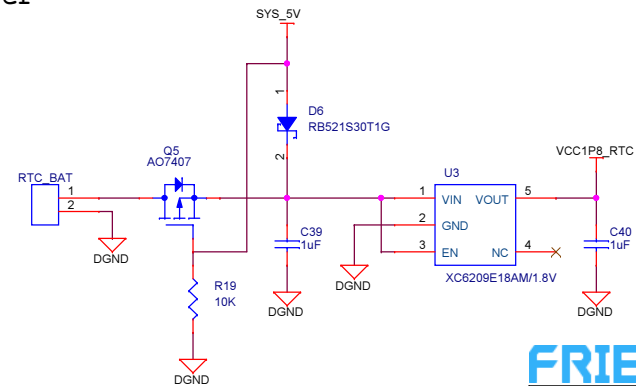 SYS_5V
1
D6
RB521S30T1G
2
Q5
AO7407
RTC_BAT
1
2
DGND
U3
VCC1P8_RTC
1
VIN
VOUT
5
2
GND
3
EN
NC
4
XC6209E18AM/1.8V
C39
.1uF
C40
.1uF
DGND
DGND
DGND
R19
10K
DGND
FRIE